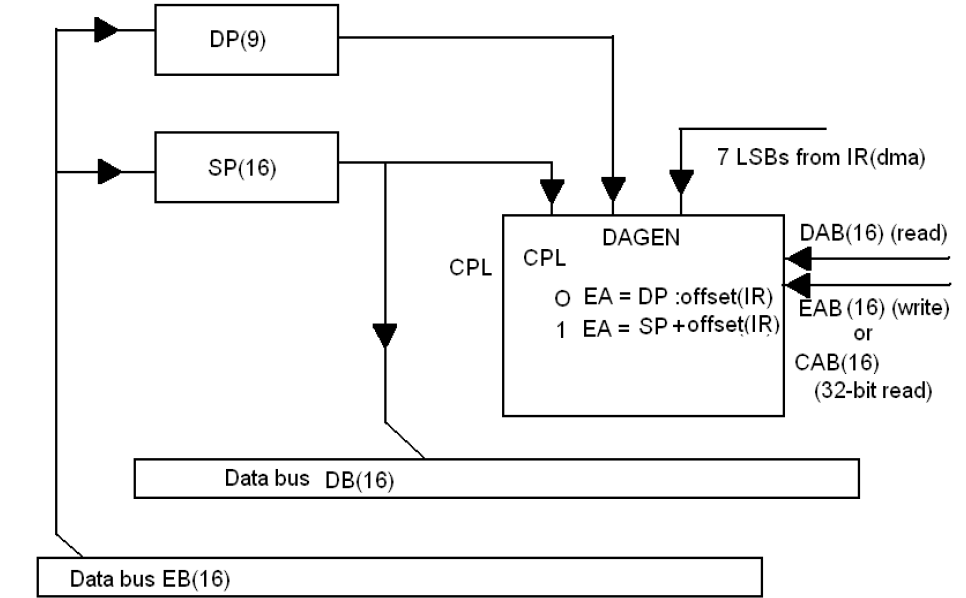 DP(9)
SP(16)
7 LSBs from IR(dma)
DAGEN
CPL
CPL
O EA = DP :offset(IR)
1 EA = SP +offset(IR)
DAB(16) (read)
EAB (16) (write)
or
CAB(16)
(32-bit read)
Data bus DB(16)
Data bus EB(16)